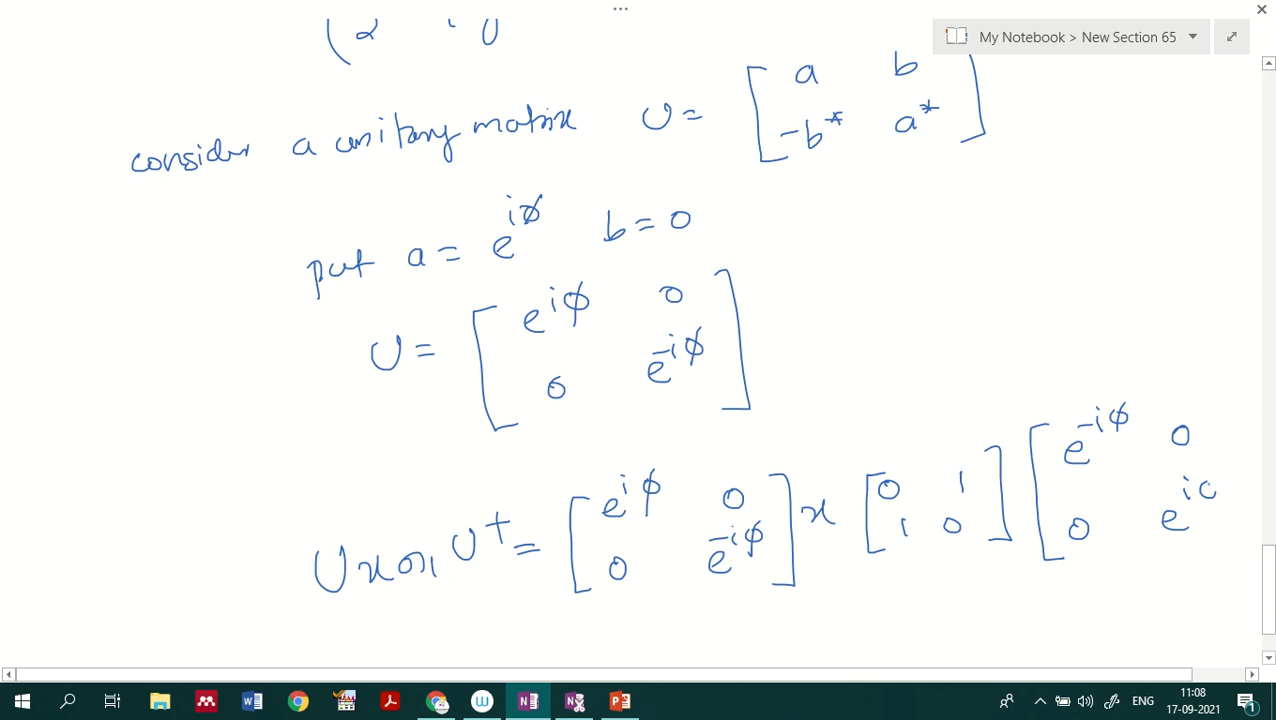 My Notebook > New Section 65
consider a unitary matrix U = [ a b
-b* a* ]
put a = e^{iφ} b = 0
U = [ e^{iφ} 0
0 e^{-iφ} ]
U x σ₁ U† = [ e^{iφ} 0
0 e^{-iφ} ] x [ 0 1
1 0 ] [ e^{-iφ} 0
0 e^{i
ENG
11:08
17-09-2021